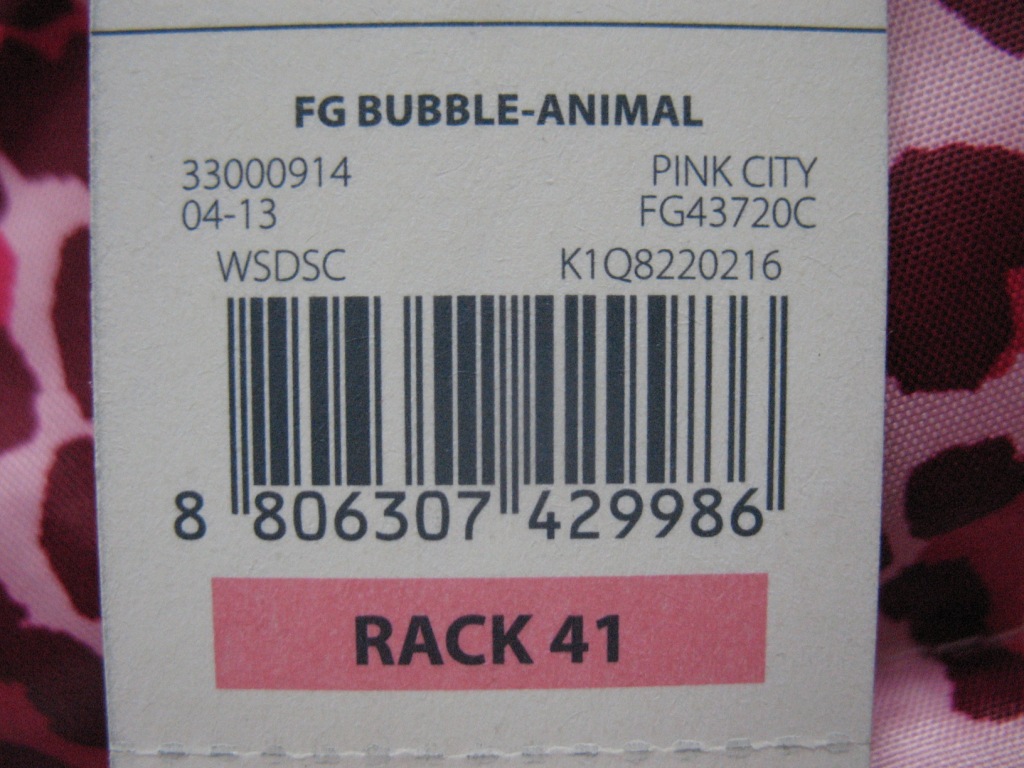 FG BUBBLE-ANIMAL
33000914 PINK CITY
04-13 FG43720C
WSDSC K1Q8220216
8 806307 429986
RACK 41